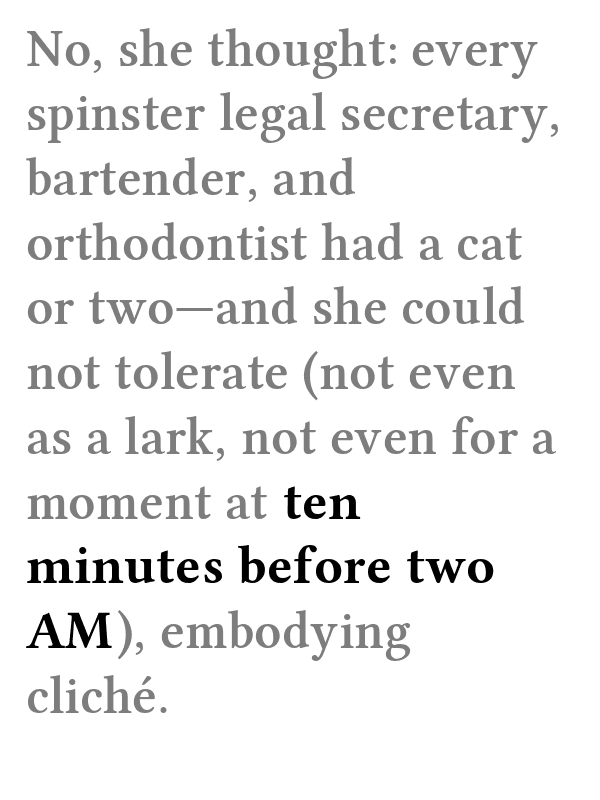 No, she thought: every
spinster legal secretary,
bartender, and
orthodontist had a cat
or two—and she could
not tolerate (not even
as a lark, not even for a
moment at ten
minutes before two
AM), embodying
cliché.